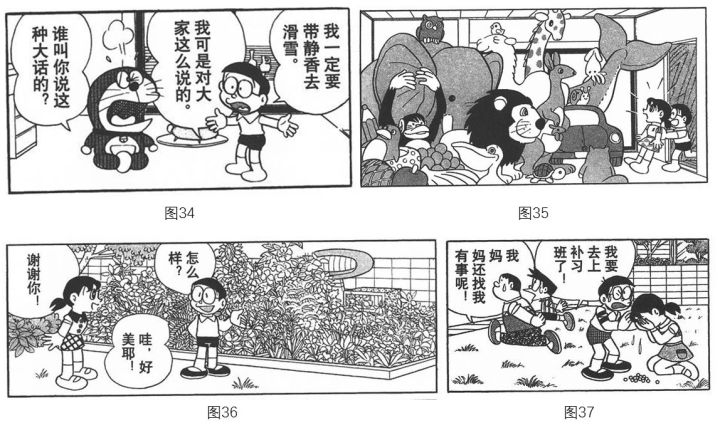 我一定要
带静香去
滑雪。
我可是对大
家这么说的。
谁叫你说这
种大话的？
图34
图35
谢谢你！
哇，好
美耶！
怎么
样？
图36
我要
去上
补习
班了！
我
妈
妈还找我
有事呢！
图37